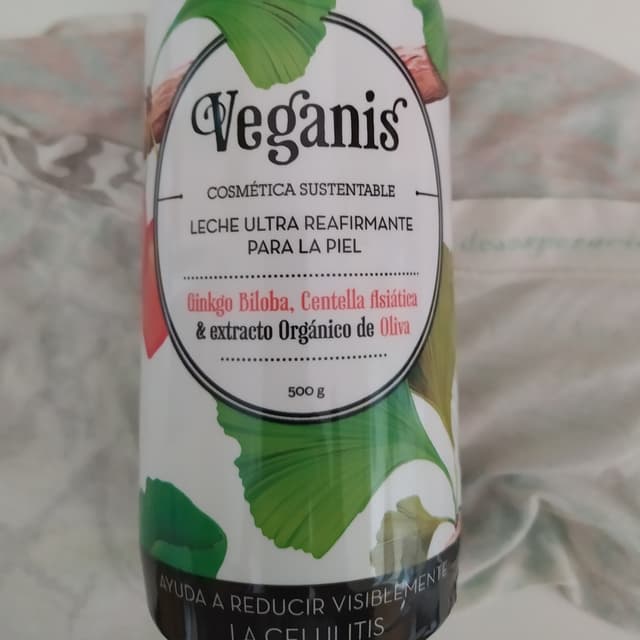 Veganis
COSMÉTICA SUSTENTABLE
LECHE ULTRA REAFIRMANTE
PARA LA PIEL
Ginkgo Biloba, Centella Asiática
& extracto Orgánico de Oliva
500 g
AYUDA A REDUCIR VISIBLEMENTE
LA CELULITIS